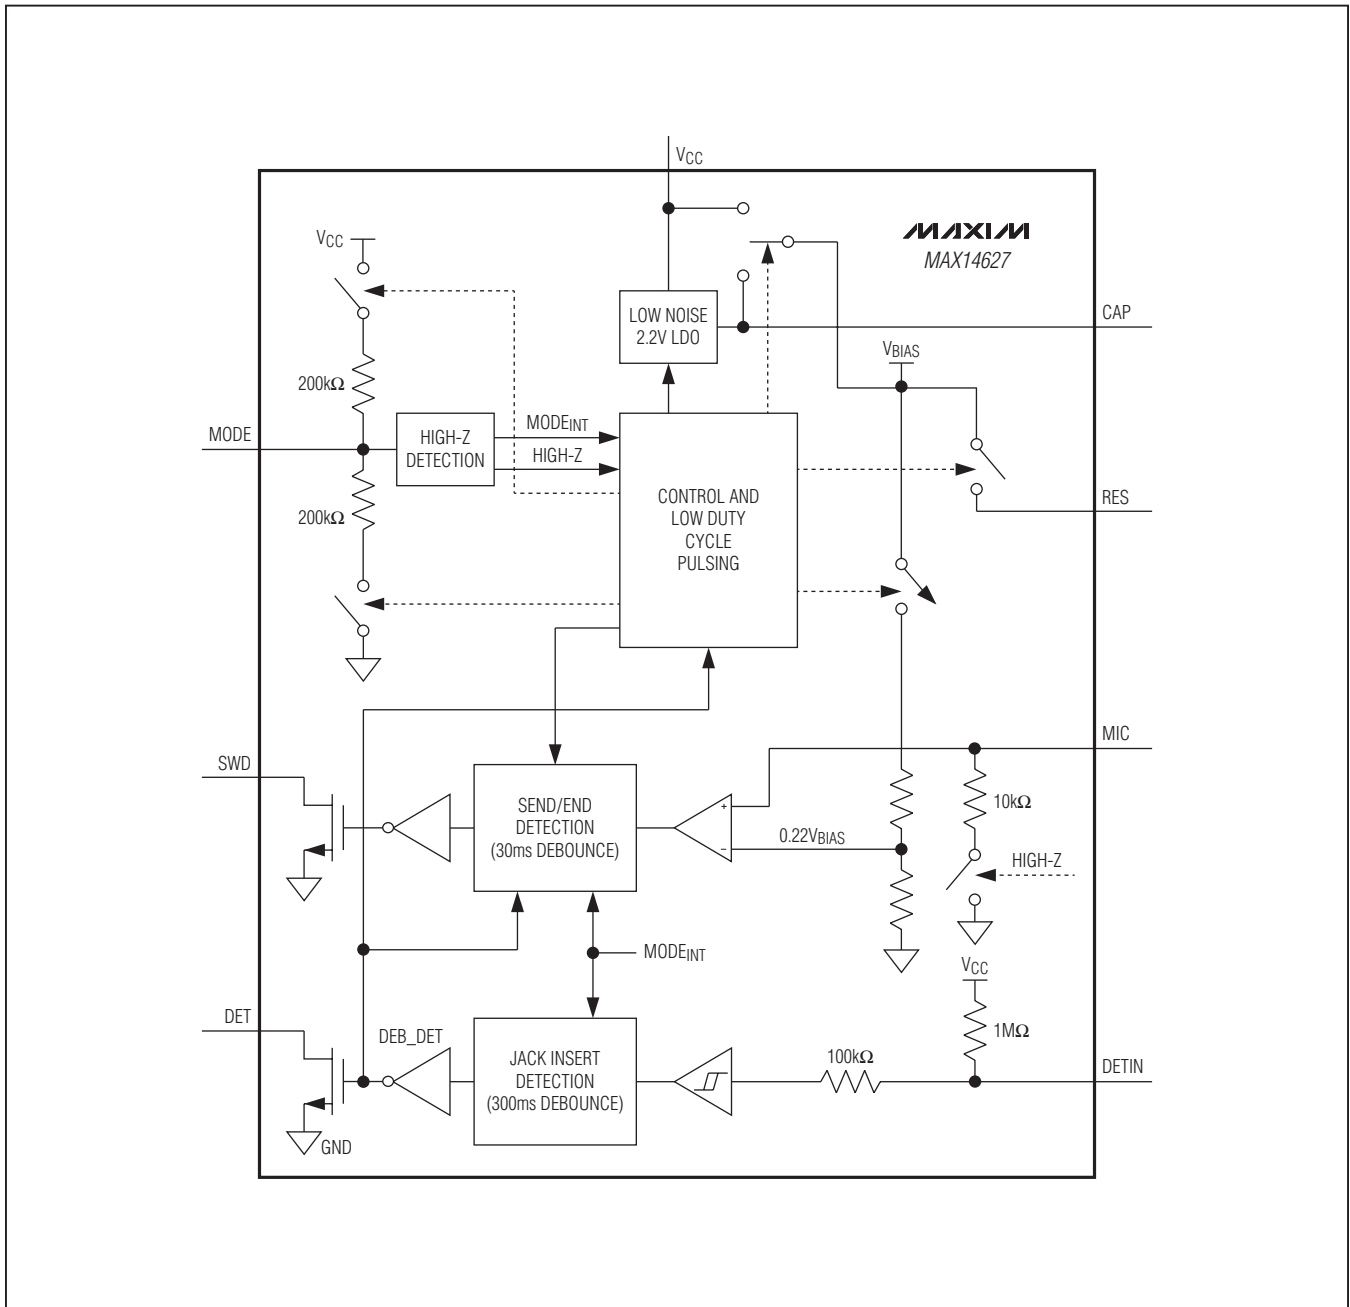 VCC
MAXIM
MAX14627
VCC
LOW NOISE
2.2V LDO
CAP
VBIAS
200kΩ
MODE
HIGH-Z
DETECTION
MODEINT
HIGH-Z
200kΩ
CONTROL AND
LOW DUTY
CYCLE
PULSING
RES
MIC
SWD
SEND/END
DETECTION
(30ms DEBOUNCE)
+
−
0.22VBIAS
10kΩ
HIGH-Z
MODEINT
VCC
DET
DEB_DET
JACK INSERT
DETECTION
(300ms DEBOUNCE)
100kΩ
1MΩ
DETIN
GND